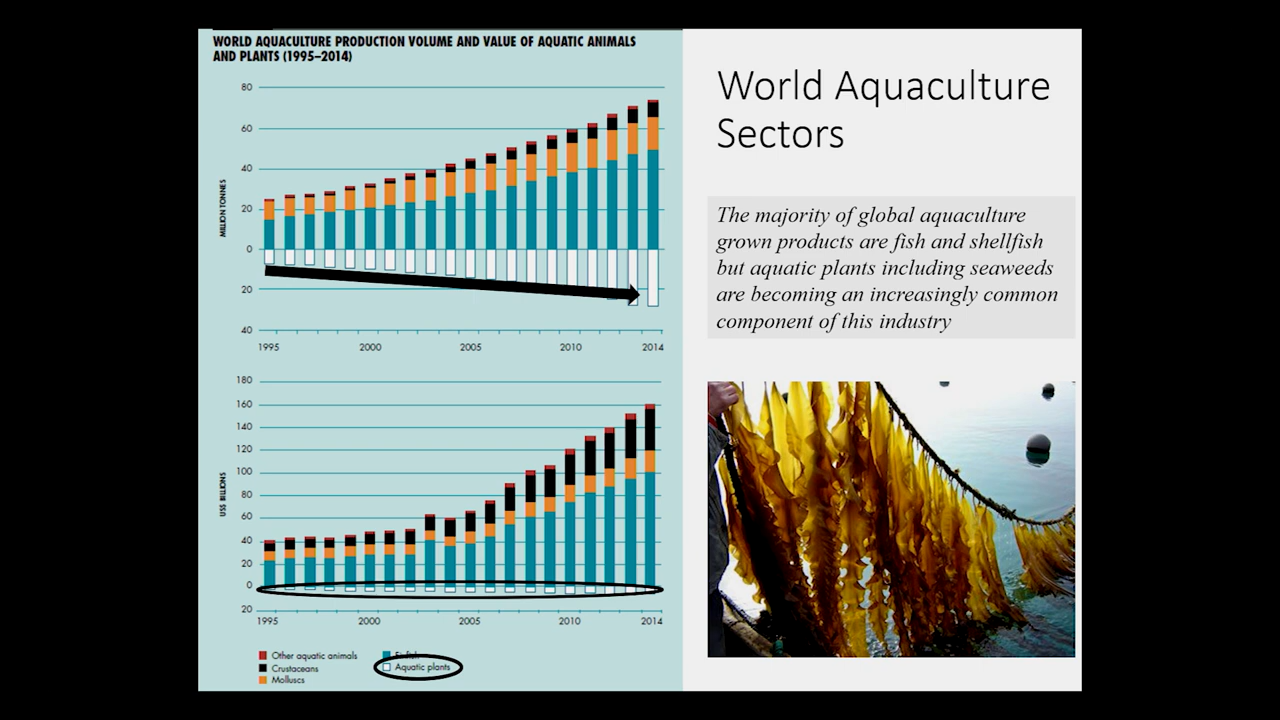 WORLD AQUACULTURE PRODUCTION VOLUME AND VALUE OF AQUATIC ANIMALS
AND PLANTS (1995–2014)
80
60
40
20
0
20
40
MILLION TONNES
1995 2000 2005 2010 2014
180
160
140
120
100
80
60
40
20
0
20
US$ BILLIONS
1995 2000 2005 2010 2014
Other aquatic animals
Crustaceans
Molluscs
Aquatic plants
World Aquaculture
Sectors
The majority of global aquaculture
grown products are fish and shellfish
but aquatic plants including seaweeds
are becoming an increasingly common
component of this industry